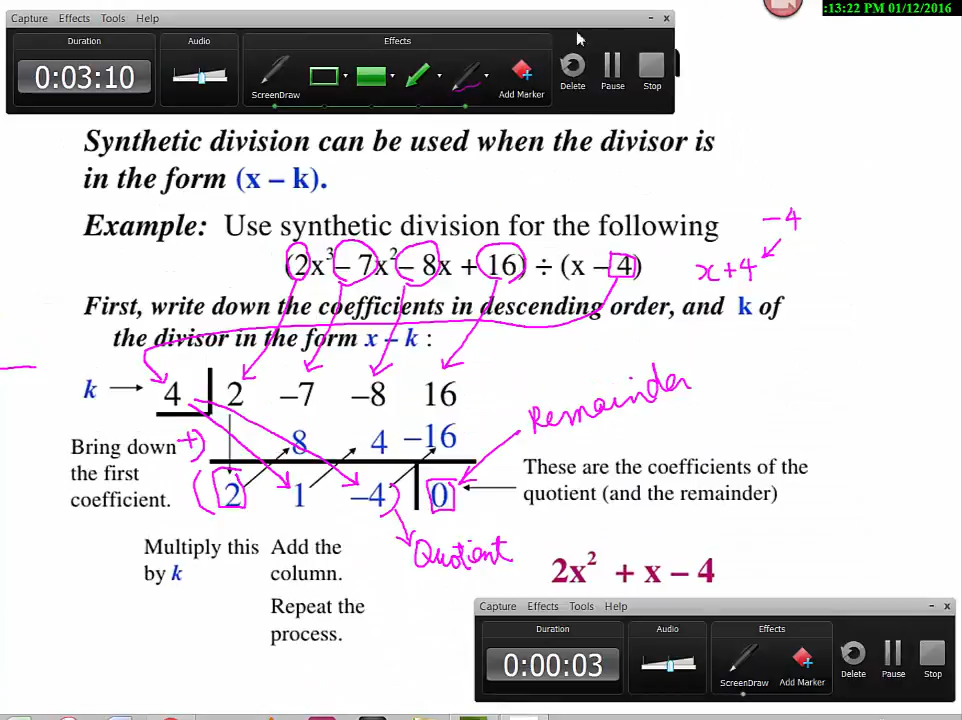 Capture Effects Tools Help
:13:22 PM 01/12/2016
Duration Audio Effects
0:03:10
ScreenDraw Add Marker Delete Pause Stop
Synthetic division can be used when the divisor is
in the form (x – k).
Example: Use synthetic division for the following
–4
(2x³ – 7x² – 8x + 16) ÷ (x – 4)
x+4
First, write down the coefficients in descending order, and k of
the divisor in the form x – k :
k 4 2 –7 –8 16
Remainder
Bring down +) 8 4 –16
the first
coefficient.
(2 1 –4) 0
These are the coefficients of the
quotient (and the remainder)
Quotient
Multiply this
by k
Add the
column.
Repeat the
process.
2x² + x – 4
Capture Effects Tools Help
Duration Audio Effects
0:00:03
ScreenDraw Add Marker Delete Pause Stop